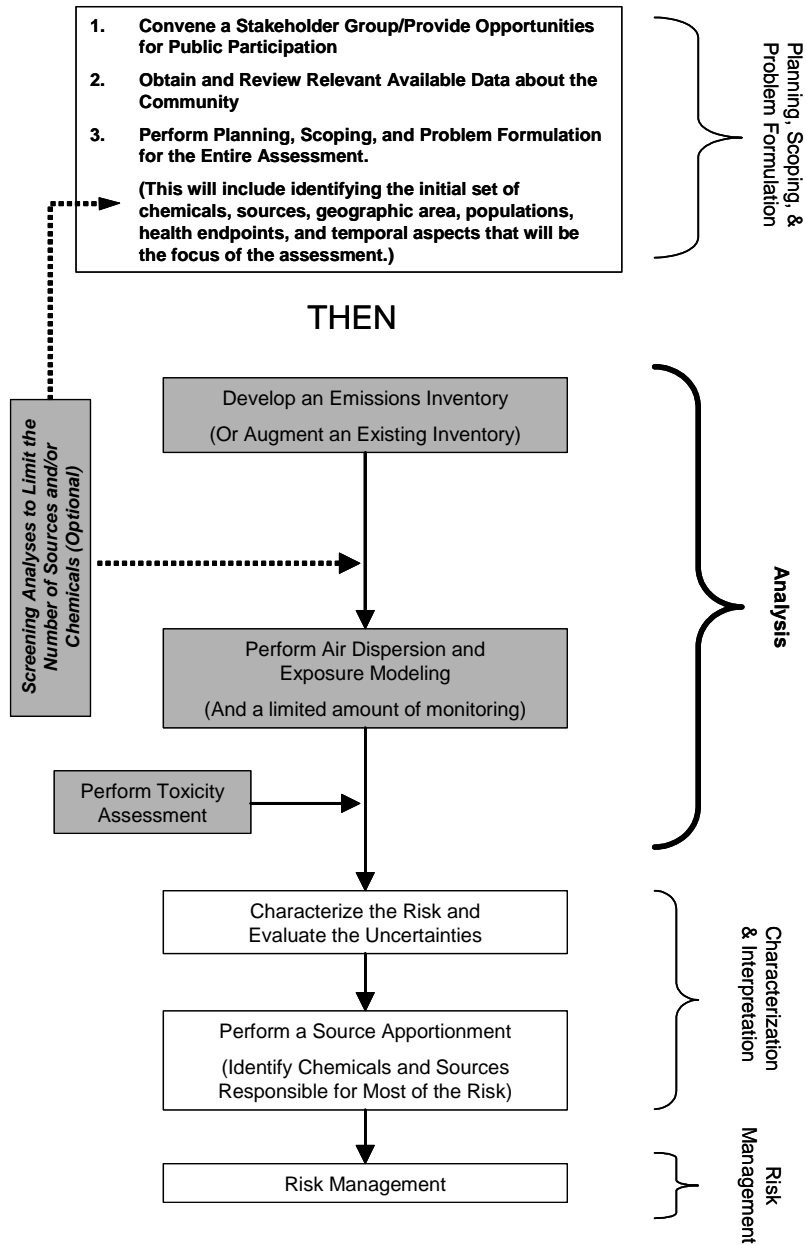 1. Convene a Stakeholder Group/Provide Opportunities
for Public Participation
2. Obtain and Review Relevant Available Data about the
Community
3. Perform Planning, Scoping, and Problem Formulation
for the Entire Assessment.
(This will include identifying the initial set of
chemicals, sources, geographic area, populations,
health endpoints, and temporal aspects that will be
the focus of the assessment.)
Planning, Scoping, &
Problem Formulation
THEN
Develop an Emissions Inventory
(Or Augment an Existing Inventory)
Screening Analyses to Limit the
Number of Sources and/or
Chemicals (Optional)
Perform Air Dispersion and
Exposure Modeling
(And a limited amount of monitoring)
Analysis
Perform Toxicity
Assessment
Characterize the Risk and
Evaluate the Uncertainties
Perform a Source Apportionment
(Identify Chemicals and Sources
Responsible for Most of the Risk)
Characterization
& Interpretation
Risk Management
Risk
Management